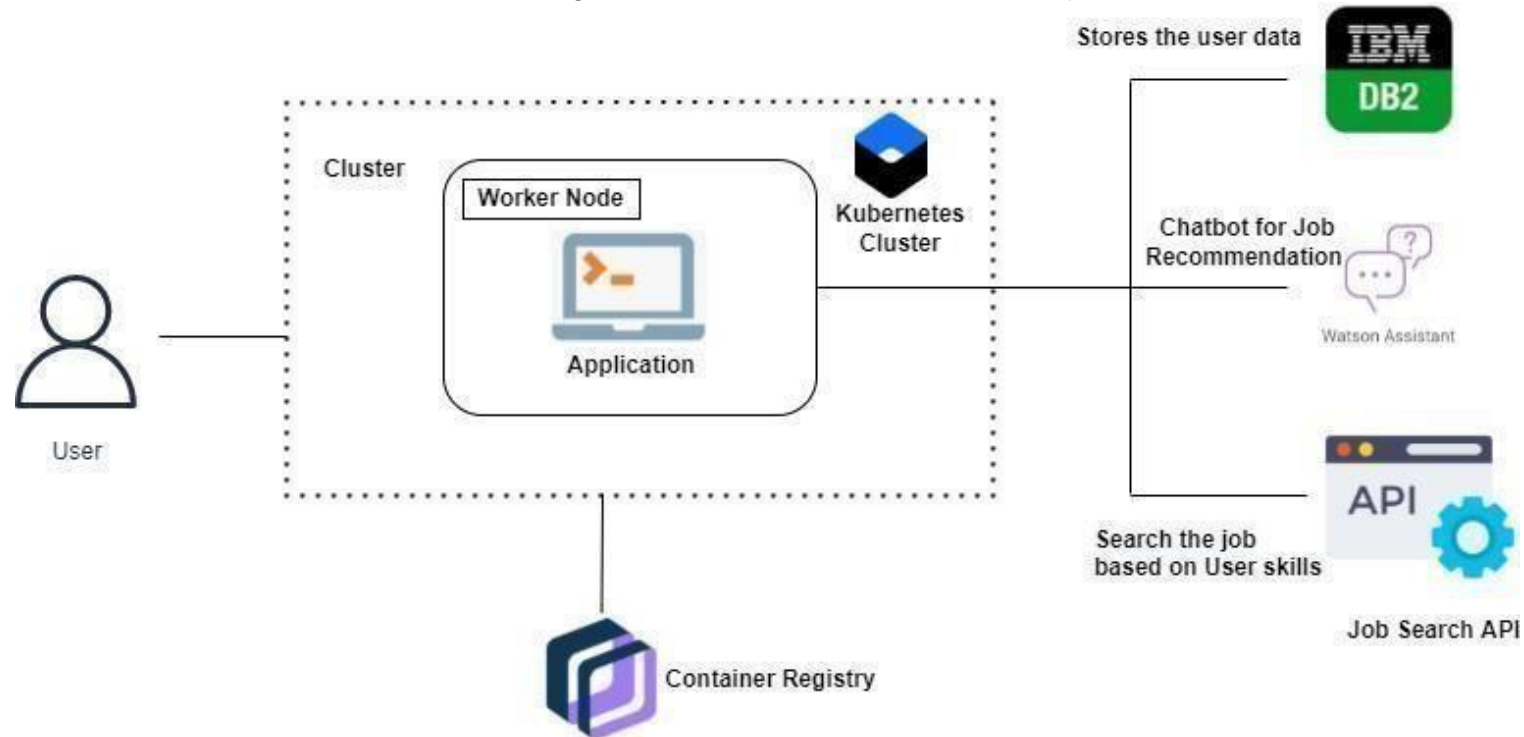 Stores the user data
IBM
DB2
Cluster
Worker Node
Kubernetes
Cluster
Application
Chatbot for Job
Recommendation
?
Watson Assistant
User
API
Search the job
based on User skills
Job Search API
Container Registry